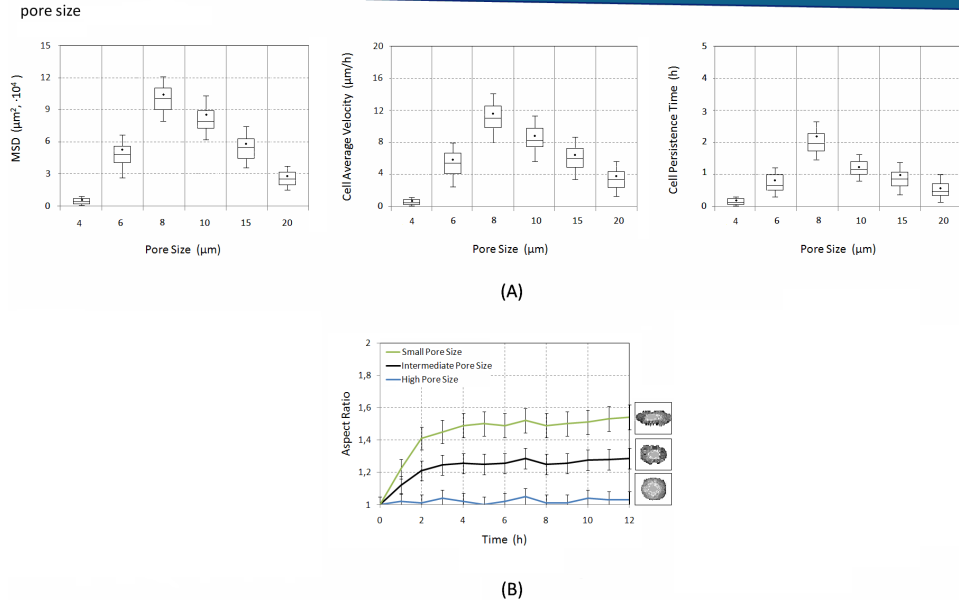 pore size
15
12
9
6
3
0
MSD (μm², ·10⁴)
4 6 8 10 15 20
Pore Size (μm)
20
16
12
8
4
0
Cell Average Velocity (μm/h)
4 6 8 10 15 20
Pore Size (μm)
5
4
3
2
1
0
Cell Persistence Time (h)
4 6 8 10 15 20
Pore Size (μm)
(A)
2
1,8
1,6
1,4
1,2
1
Aspect Ratio
Small Pore Size
Intermediate Pore Size
High Pore Size
0 2 4 6 8 10 12
Time (h)
(B)